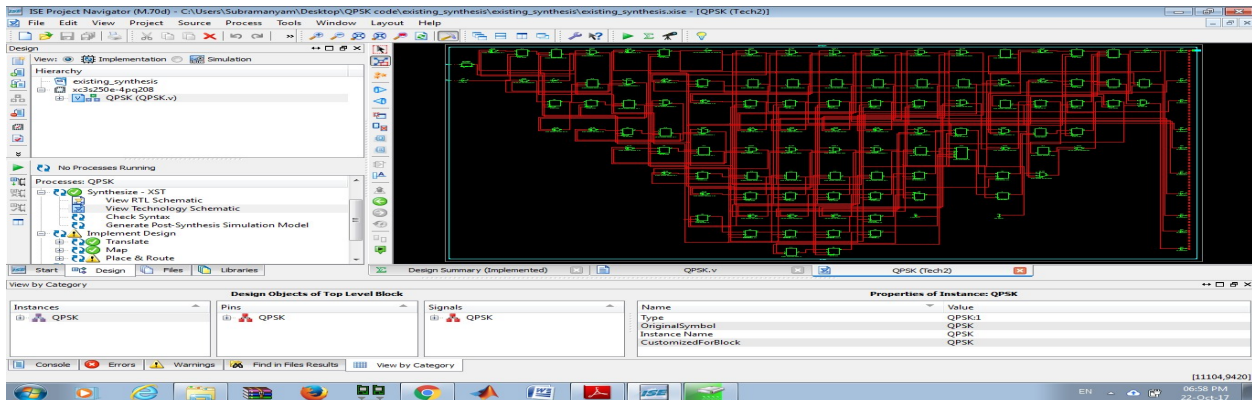 ISE Project Navigator (M.70d) - C:\Users\Subramanyam\Desktop\QPSK code\existing_synthesis\existing_synthesis\existing_synthesis.xise - [QPSK (Tech2)]
File Edit View Project Source Process Tools Window Layout Help
Design
View: Implementation Simulation
Hierarchy
existing_synthesis
xc3s250e-4pq208
QPSK (QPSK.v)
No Processes Running
Processes: QPSK
Synthesize - XST
View RTL Schematic
View Technology Schematic
Check Syntax
Generate Post-Synthesis Simulation Model
Implement Design
Translate
Map
Place & Route
Start Design Files Libraries
Design Summary (Implemented) QPSK.v QPSK (Tech2)
View by Category
Design Objects of Top Level Block Properties of Instance: QPSK
Instances Pins Signals Name Value
QPSK QPSK QPSK Type QPSK:1
OriginalSymbol QPSK
Instance Name QPSK
CustomizedForBlock QPSK
Console Errors Warnings Find in Files Results View by Category
[11104,9420]
ISE EN 06:58 PM
22-Oct-17